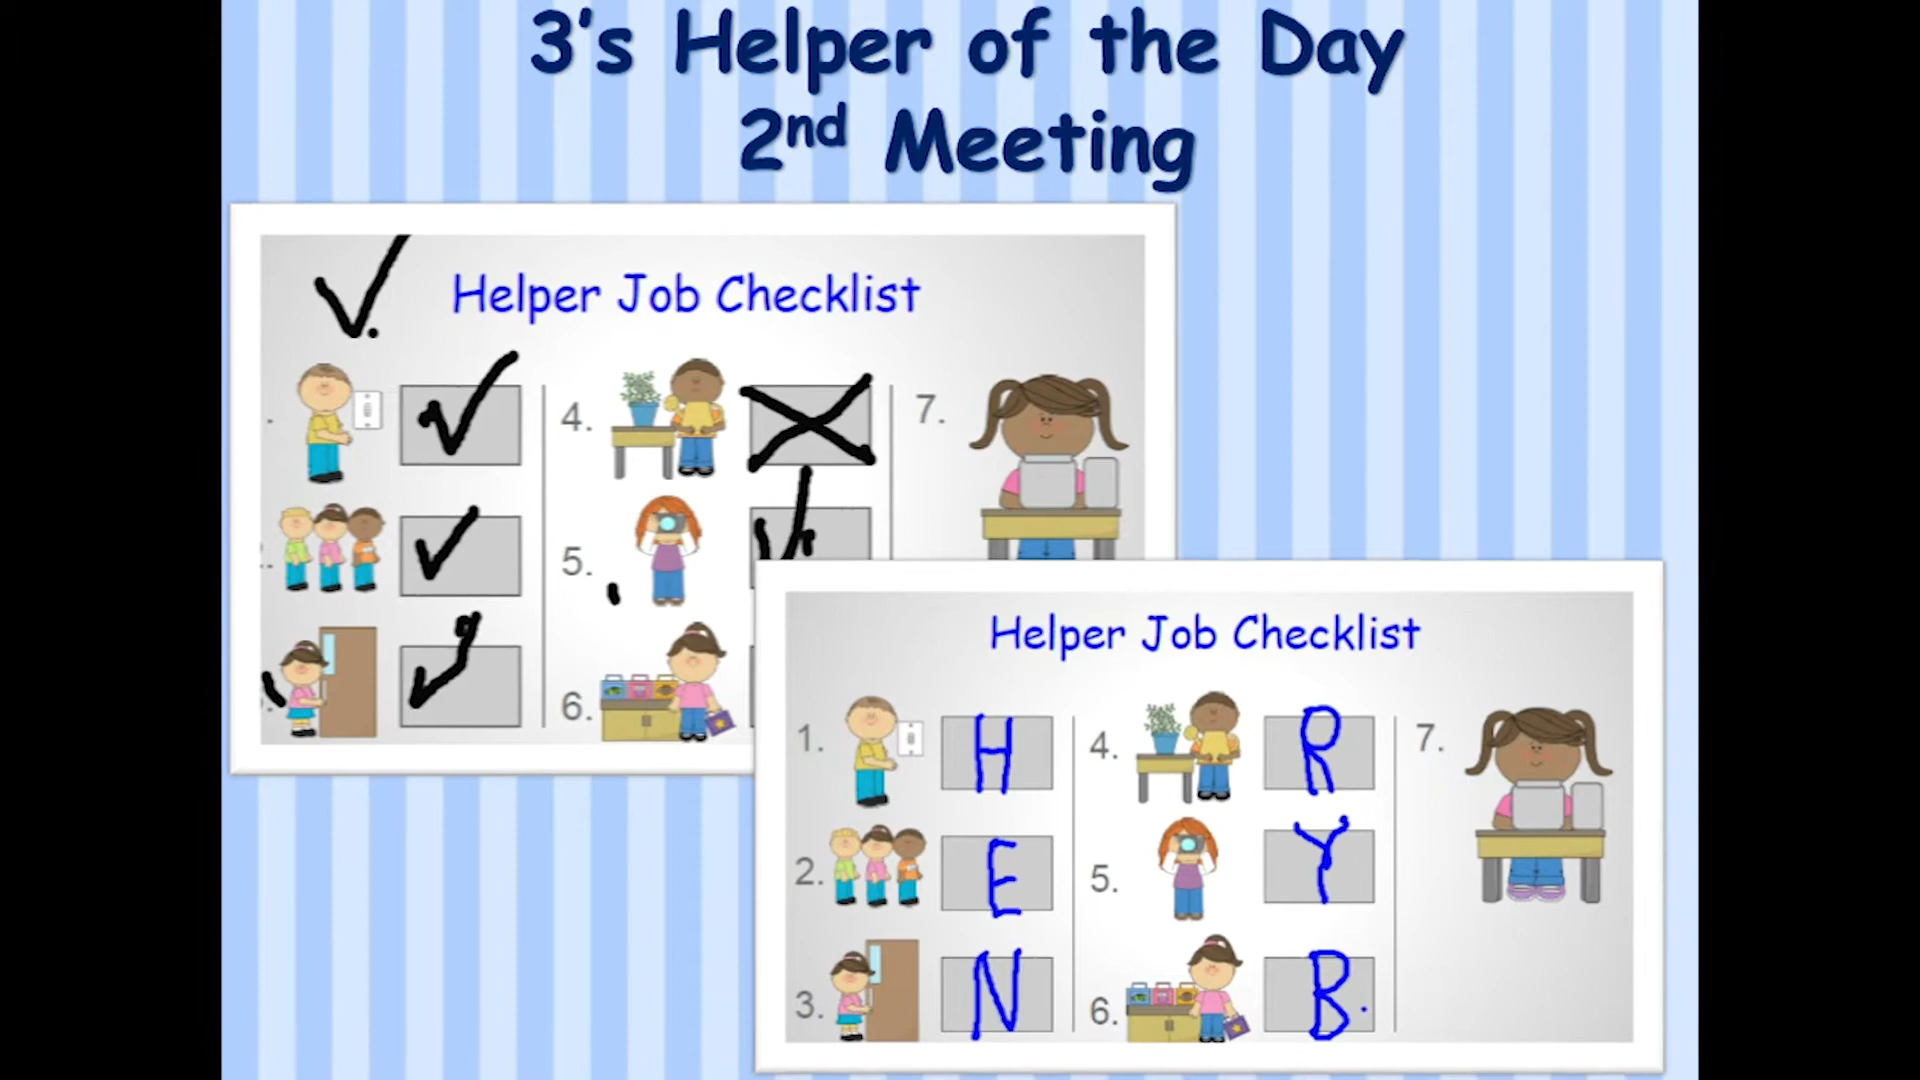 3's Helper of the Day
2nd Meeting
Helper Job Checklist
4.
7.
5.
6.
Helper Job Checklist
1. H
4. R
7.
2. E
5. Y
3. N
6. B.